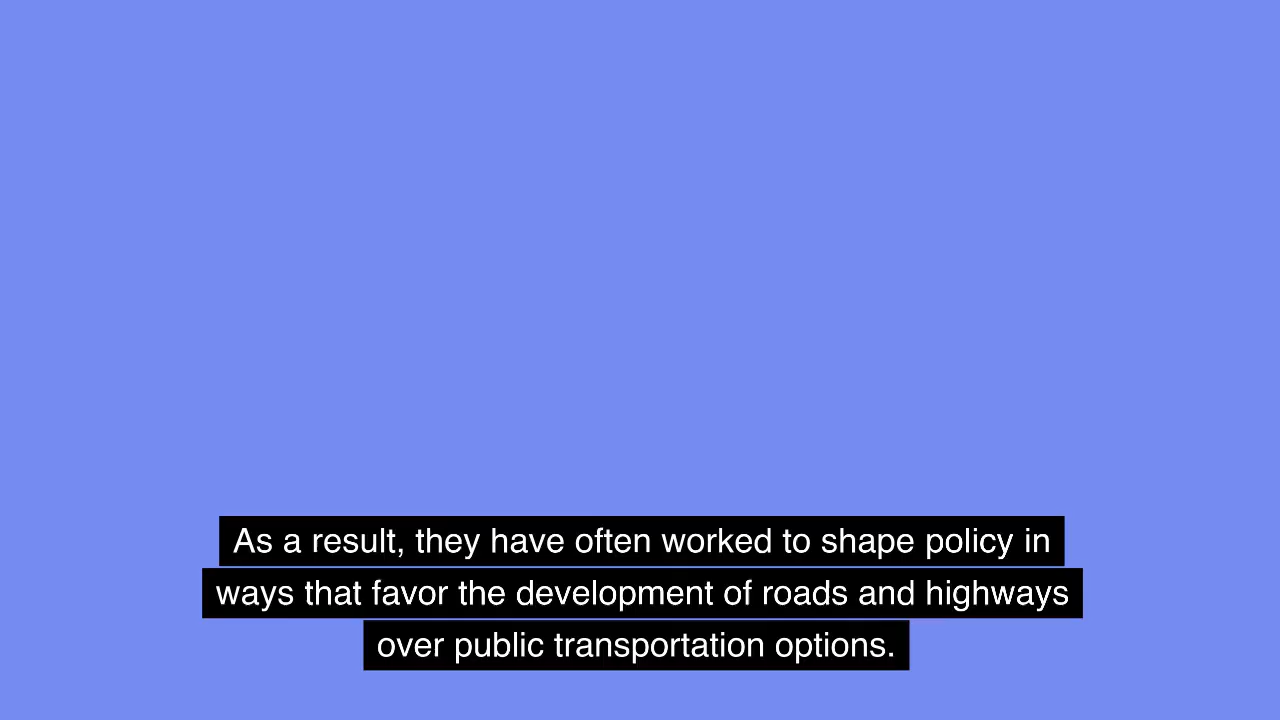 As a result, they have often worked to shape policy in
ways that favor the development of roads and highways
over public transportation options.